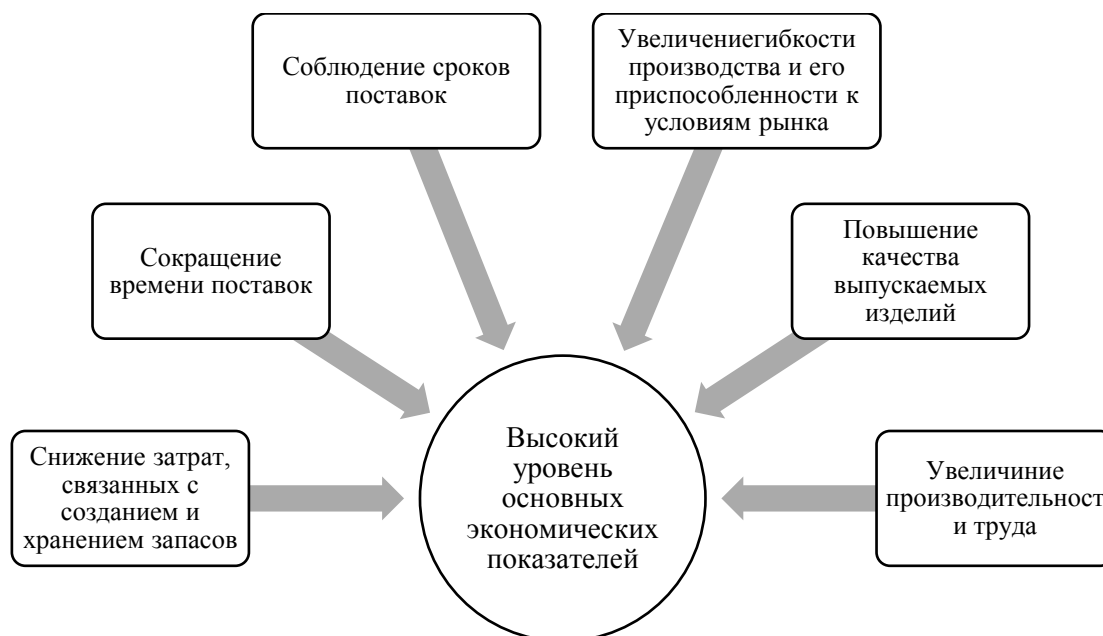 Соблюдение сроков
поставок
Увеличениегибкости
производства и его
приспособленности к
условиям рынка
Сокращение
времени поставок
Повышение
качества
выпускаемых
изделий
Снижение затрат,
связанных с
созданием и
хранением запасов
Высокий
уровень
основных
экономических
показателей
Увеличиние
производительност
и труда